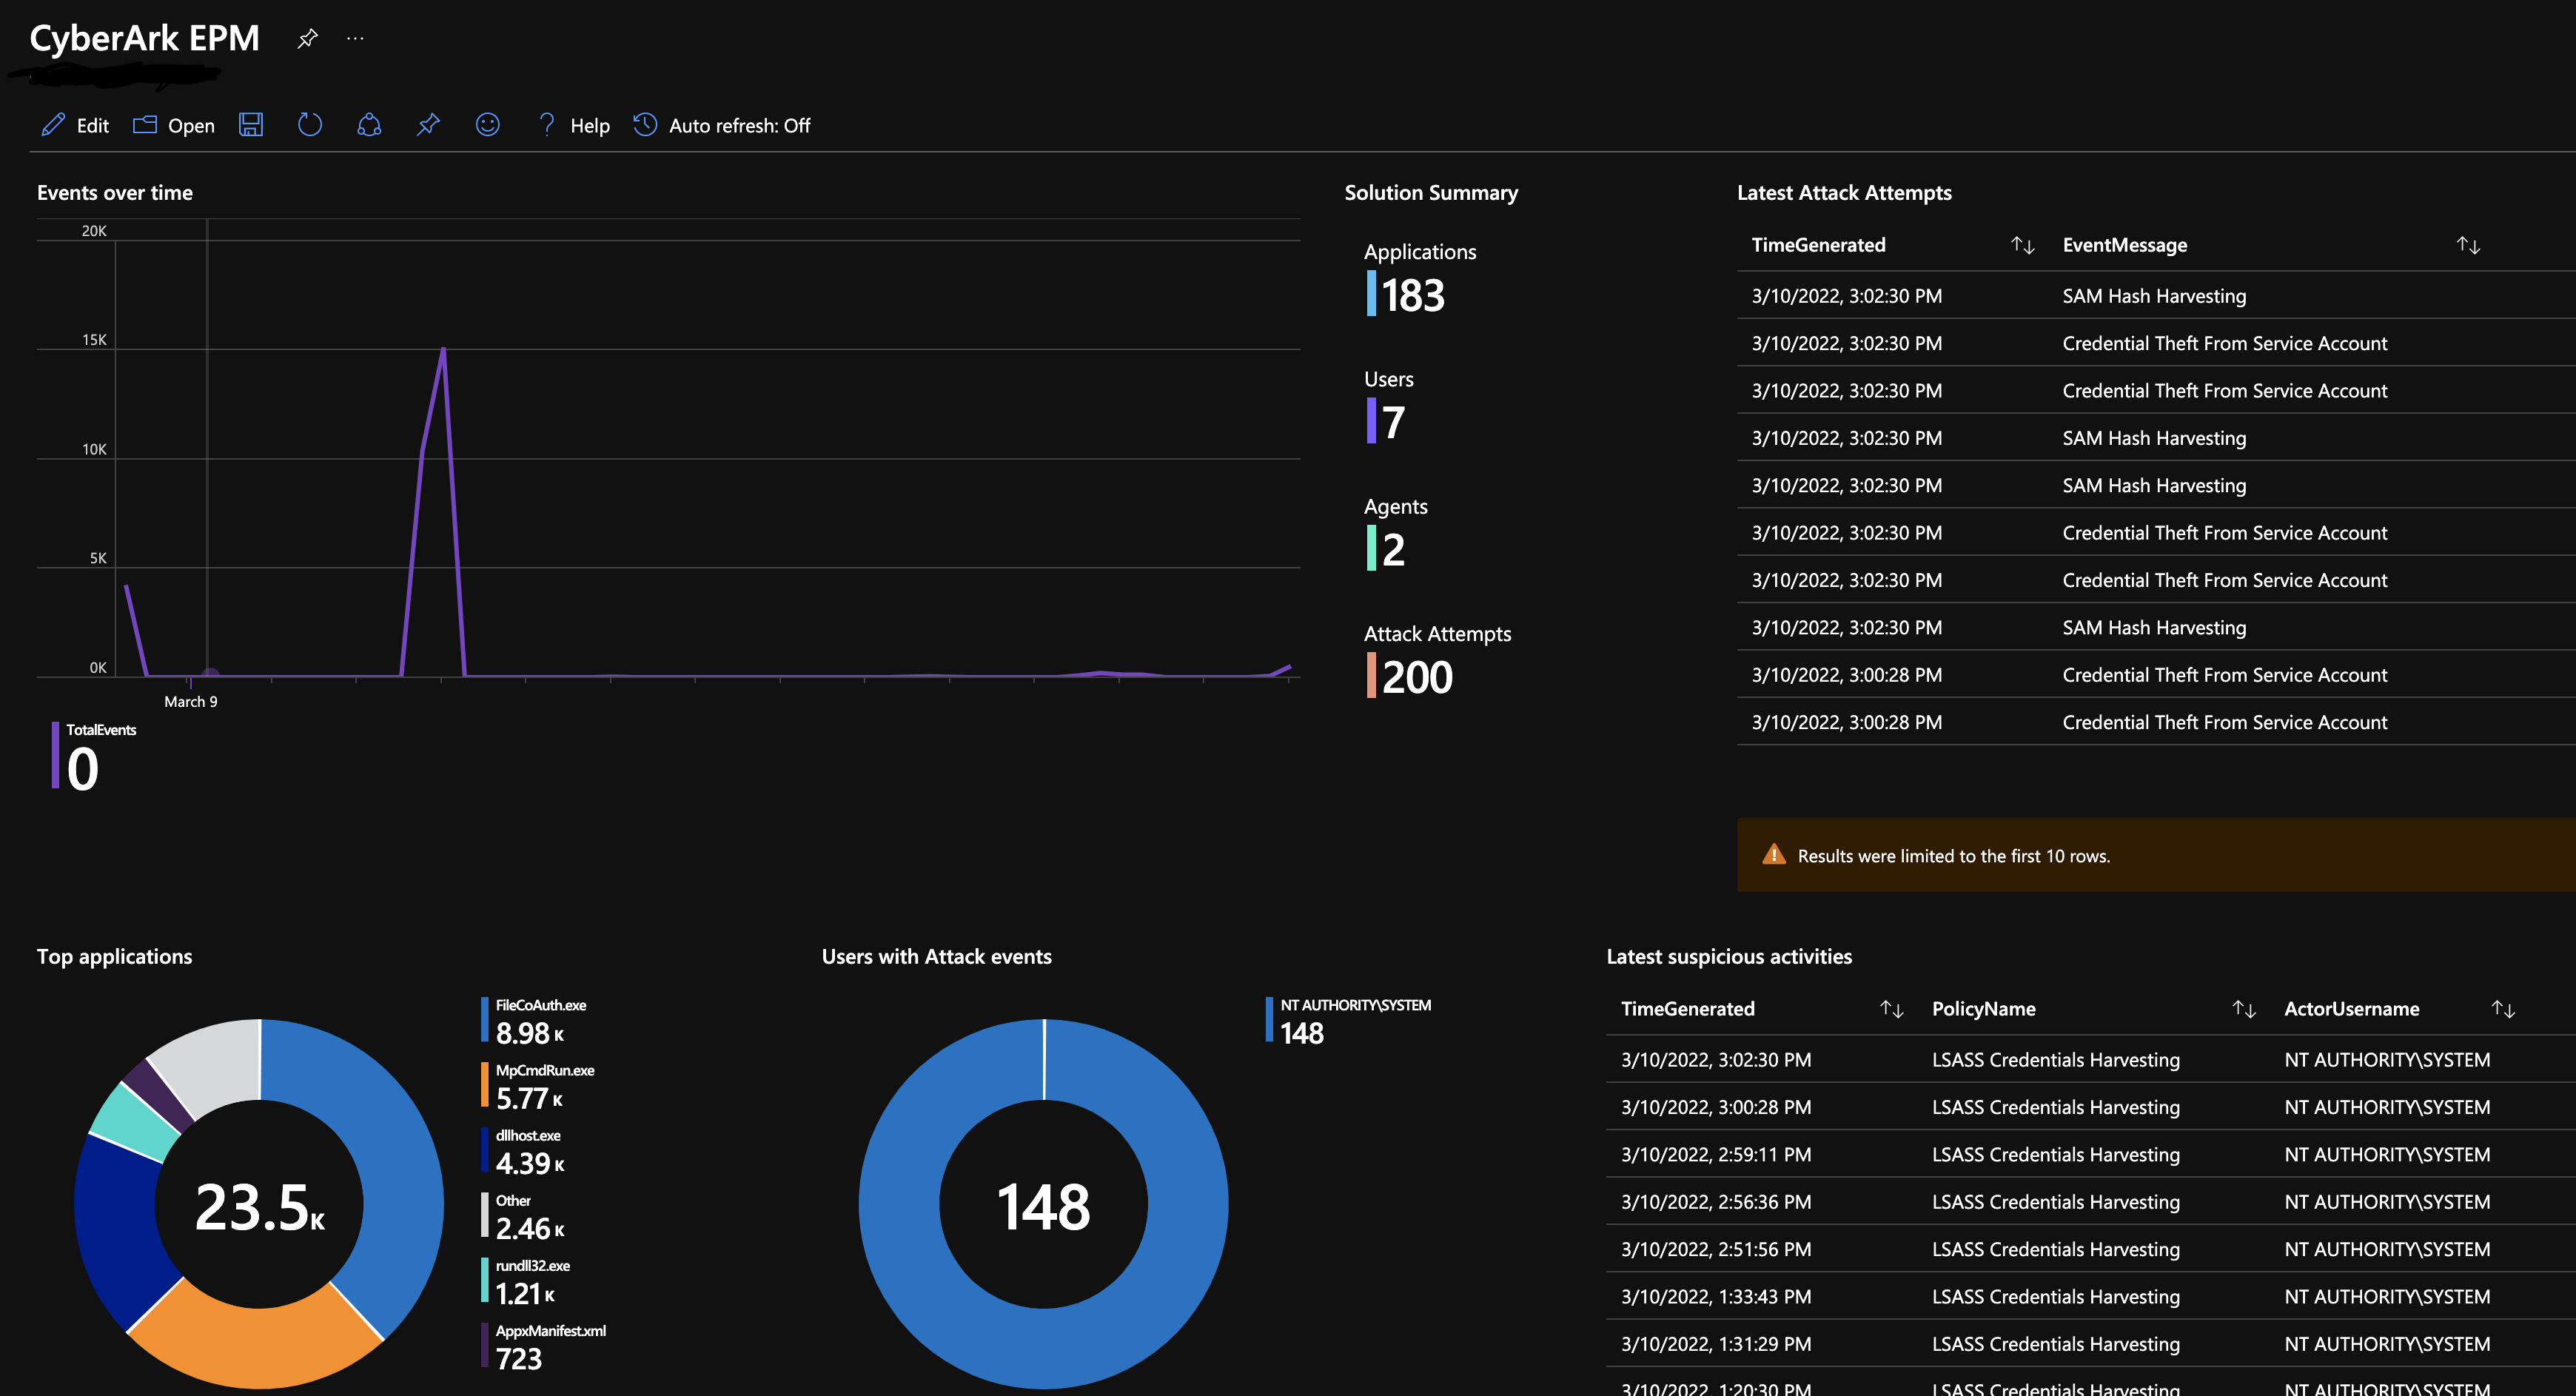 CyberArk EPM
Edit Open Help Auto refresh: Off
Events over time
20K
15K
10K
5K
0K
March 9
TotalEvents
0
Solution Summary
Applications
183
Users
7
Agents
2
Attack Attempts
200
Latest Attack Attempts
TimeGenerated EventMessage
3/10/2022, 3:02:30 PM SAM Hash Harvesting
3/10/2022, 3:02:30 PM Credential Theft From Service Account
3/10/2022, 3:02:30 PM Credential Theft From Service Account
3/10/2022, 3:02:30 PM SAM Hash Harvesting
3/10/2022, 3:02:30 PM SAM Hash Harvesting
3/10/2022, 3:02:30 PM Credential Theft From Service Account
3/10/2022, 3:02:30 PM Credential Theft From Service Account
3/10/2022, 3:02:30 PM SAM Hash Harvesting
3/10/2022, 3:00:28 PM Credential Theft From Service Account
3/10/2022, 3:00:28 PM Credential Theft From Service Account
Results were limited to the first 10 rows.
Top applications
23.5K
FileCoAuth.exe
8.98 K
MpCmdRun.exe
5.77 K
dllhost.exe
4.39 K
Other
2.46 K
rundll32.exe
1.21 K
AppxManifest.xml
723
Users with Attack events
148
NT AUTHORITY\SYSTEM
148
Latest suspicious activities
TimeGenerated PolicyName ActorUsername
3/10/2022, 3:02:30 PM LSASS Credentials Harvesting NT AUTHORITY\SYSTEM
3/10/2022, 3:00:28 PM LSASS Credentials Harvesting NT AUTHORITY\SYSTEM
3/10/2022, 2:59:11 PM LSASS Credentials Harvesting NT AUTHORITY\SYSTEM
3/10/2022, 2:56:36 PM LSASS Credentials Harvesting NT AUTHORITY\SYSTEM
3/10/2022, 2:51:56 PM LSASS Credentials Harvesting NT AUTHORITY\SYSTEM
3/10/2022, 1:33:43 PM LSASS Credentials Harvesting NT AUTHORITY\SYSTEM
3/10/2022, 1:31:29 PM LSASS Credentials Harvesting NT AUTHORITY\SYSTEM
3/10/2022, 1:20:30 PM LSASS Credentials Harvesting NT AUTHORITY\SYSTEM